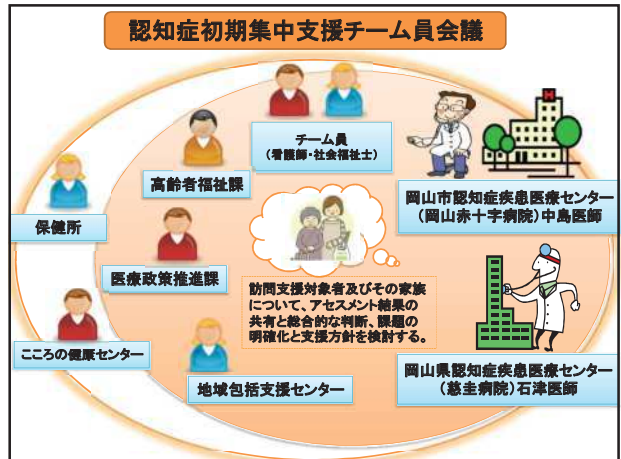 認知症初期集中支援チーム員会議
チーム員
（看護師・社会福祉士）
高齢者福祉課
保健所
医療政策推進課
こころの健康センター
地域包括支援センター
訪問支援対象者及びその家族
について、アセスメント結果の
共有と総合的な判断、課題の
明確化と支援方針を検討する。
H
岡山市認知症疾患医療センター
（岡山赤十字病院）中島医師
岡山県認知症疾患医療センター
（慈圭病院）石津医師